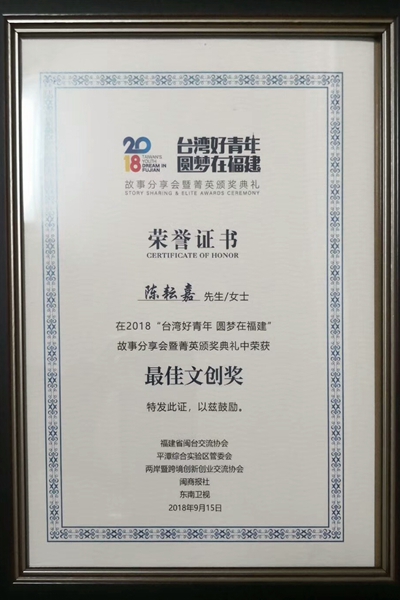 2018
TAIWAN'S
YOUTH
DREAM IN
FUJIAN
台湾好青年
圆梦在福建
故事分享会暨菁英颁奖典礼
STORY SHARING & ELITE AWARDS CEREMONY
荣誉证书
CERTIFICATE OF HONOR
陈耘嘉 先生/女士
在2018“台湾好青年 圆梦在福建”
故事分享会暨菁英颁奖典礼中荣获
最佳文创奖
特发此证，以兹鼓励。
福建省闽台交流协会
平潭综合实验区管委会
两岸暨跨境创新创业交流协会
闽商报社
东南卫视
2018年9月15日